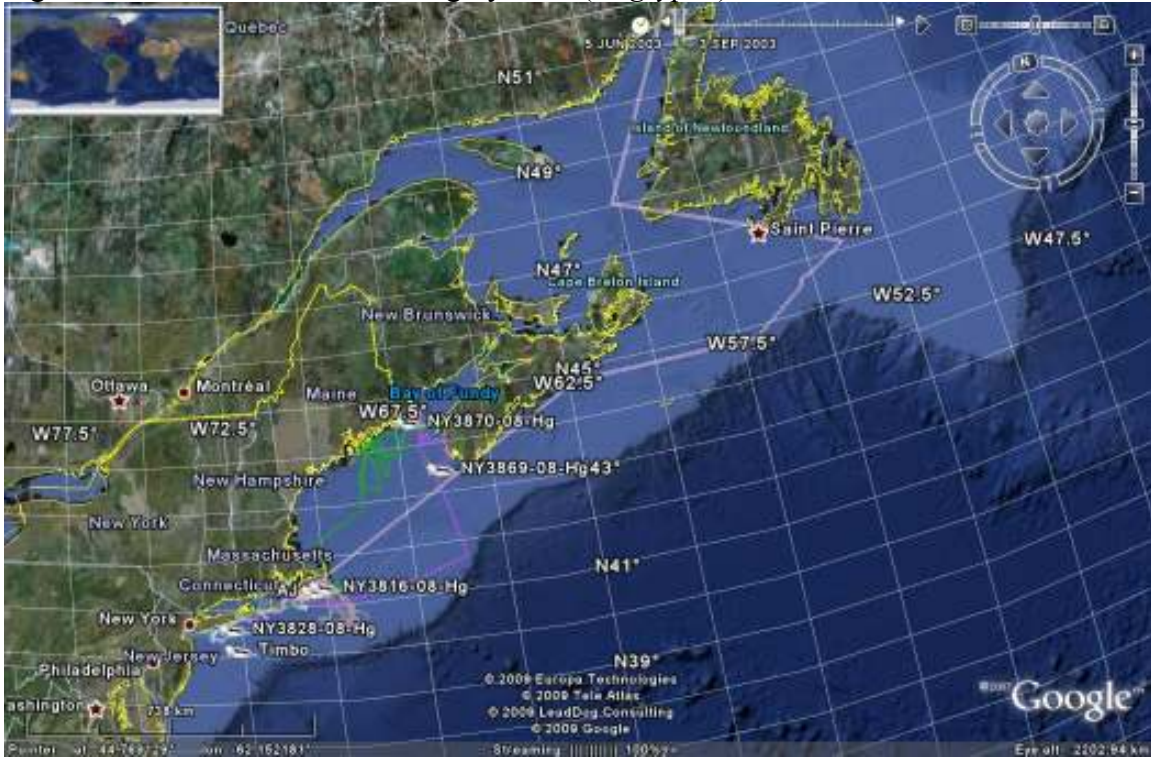 Québec
5 JUN 2003
3 SEP 2003
N
N51°
Island of Newfoundland
N49°
Saint Pierre
W47.5°
N47°
Cape Breton Island
W52.5°
New Brunswick
W57.5°
N45°
W62.5°
Ottawa
Montréal
Maine
Bay of Fundy
W67.5°
NY3870-08-Hg
W77.5°
W72.5°
NY3869-08-Hg43°
New Hampshire
New York
Massachusetts
N41°
Connecticut
NY3816-08-Hg
New York
NY3828-08-Hg
New Jersey
Timbo
N39°
Philadelphia
© 2009 Europa Technologies
© 2009 Tele Atlas
© 2009 LeadDog Consulting
© 2009 Google
Google
ashington
738 km
Pointer
Streaming |||||||||| 100%
Eye alt 2202.94 km